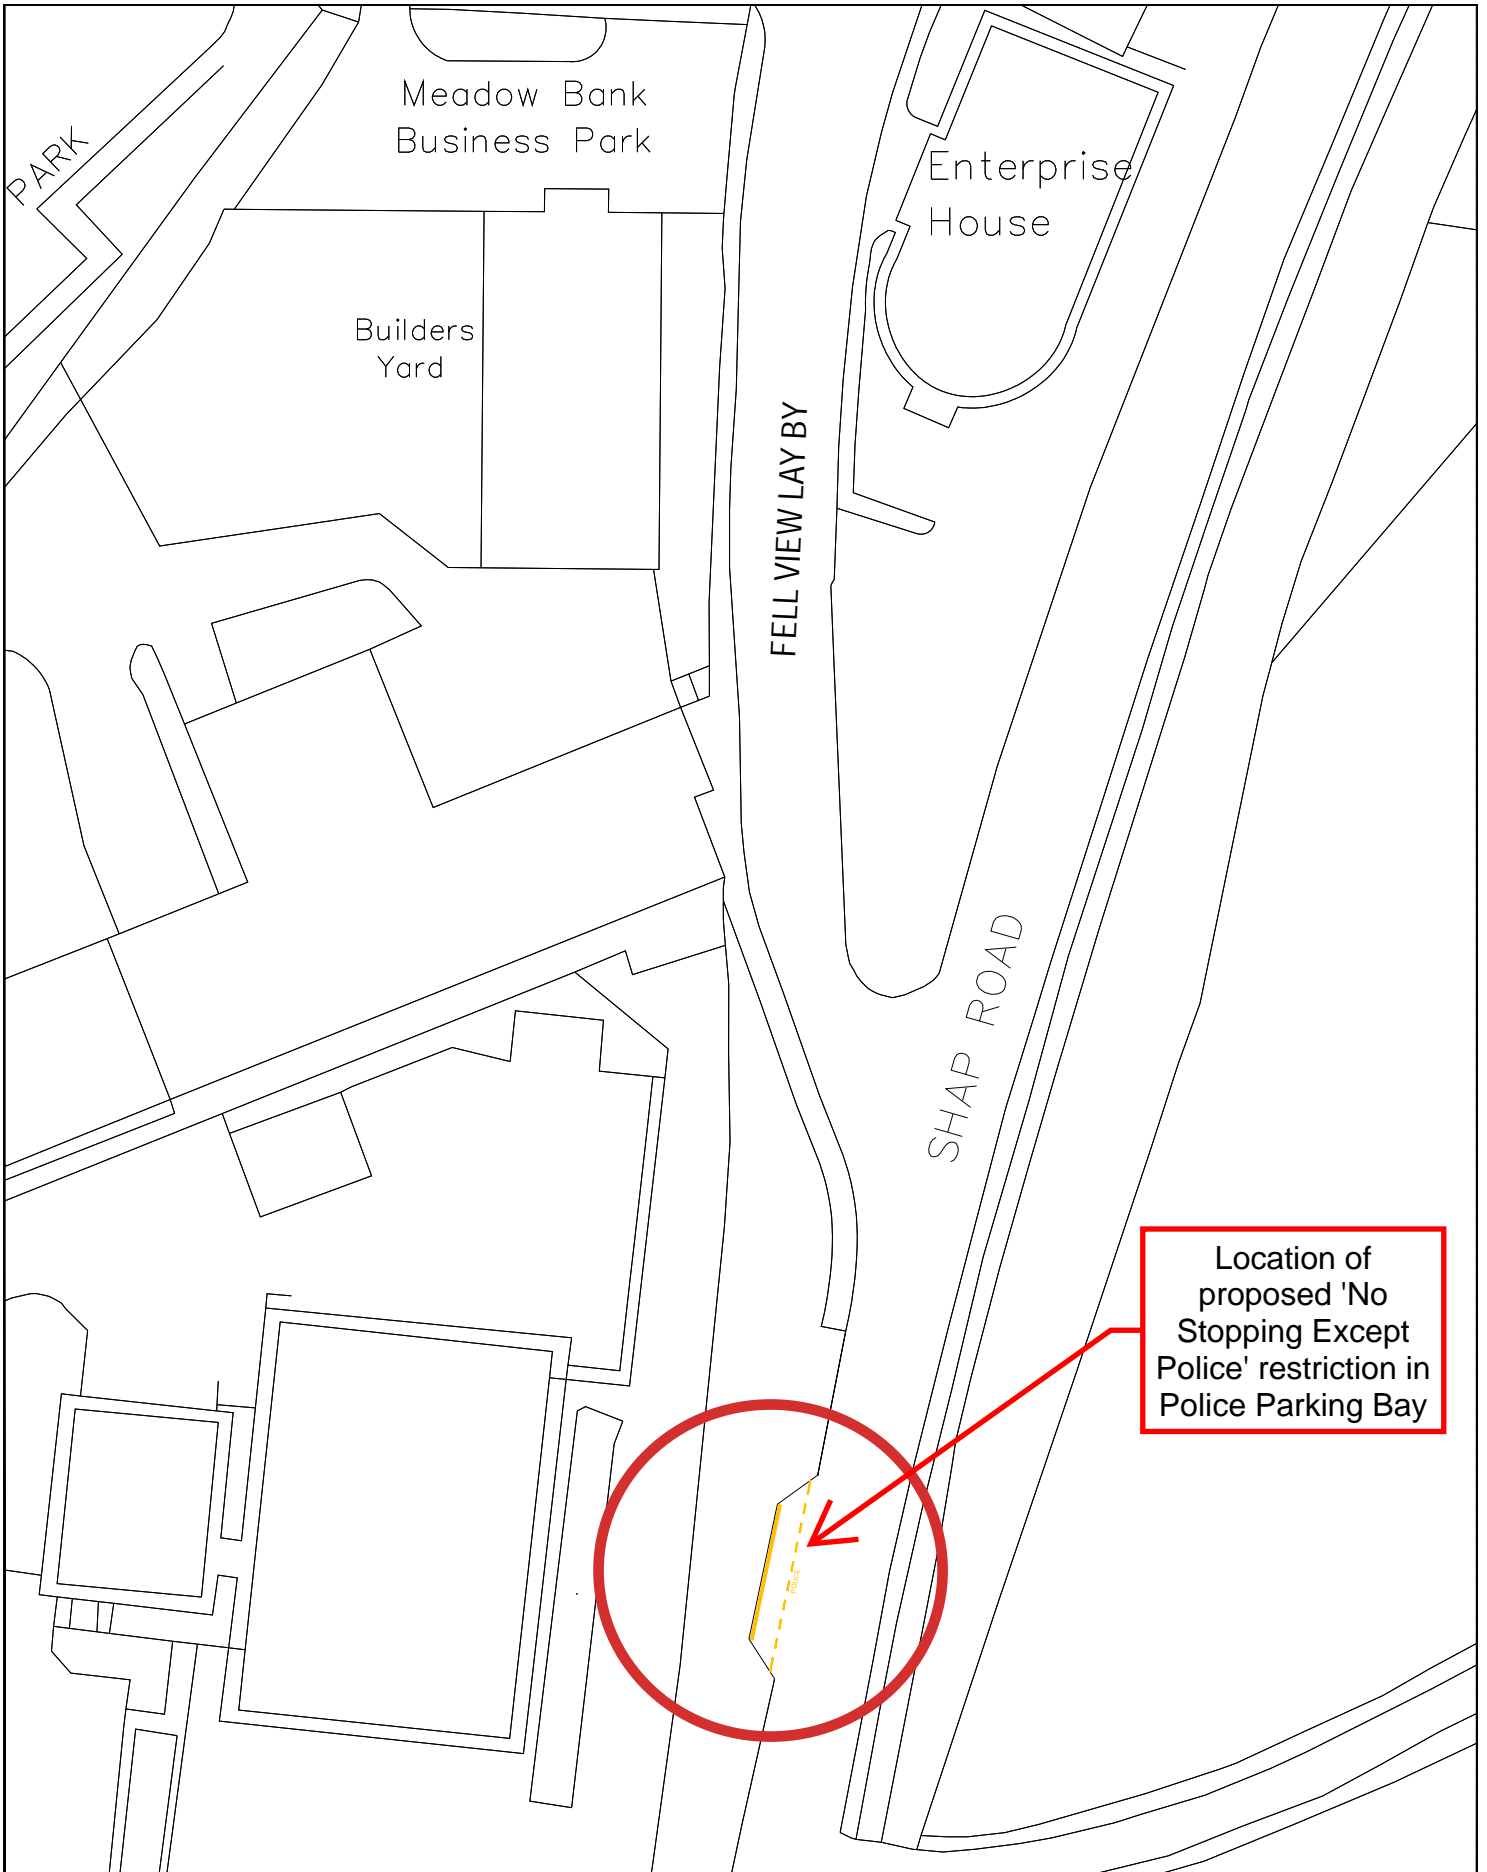 Meadow Bank
Business Park
PARK
Enterprise
House
Builders
Yard
FELL VIEW LAY BY
SHAP ROAD
Location of
proposed 'No
Stopping Except
Police' restriction in
Police Parking Bay
POLICE